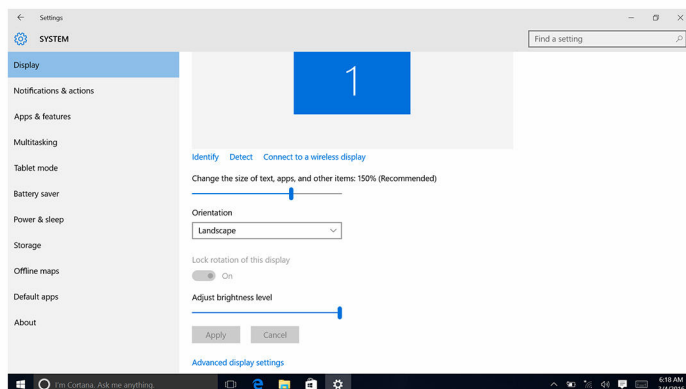 Settings
SYSTEM
Find a setting
Display
Notifications & actions
Apps & features
Multitasking
Tablet mode
Battery saver
Power & sleep
Storage
Offline maps
Default apps
About
1
Identify Detect Connect to a wireless display
Change the size of text, apps, and other items: 150% (Recommended)
Orientation
Landscape
Lock rotation of this display
On
Adjust brightness level
Apply Cancel
Advanced display settings
I'm Cortana. Ask me anything.
6:18 AM
2/4/2016